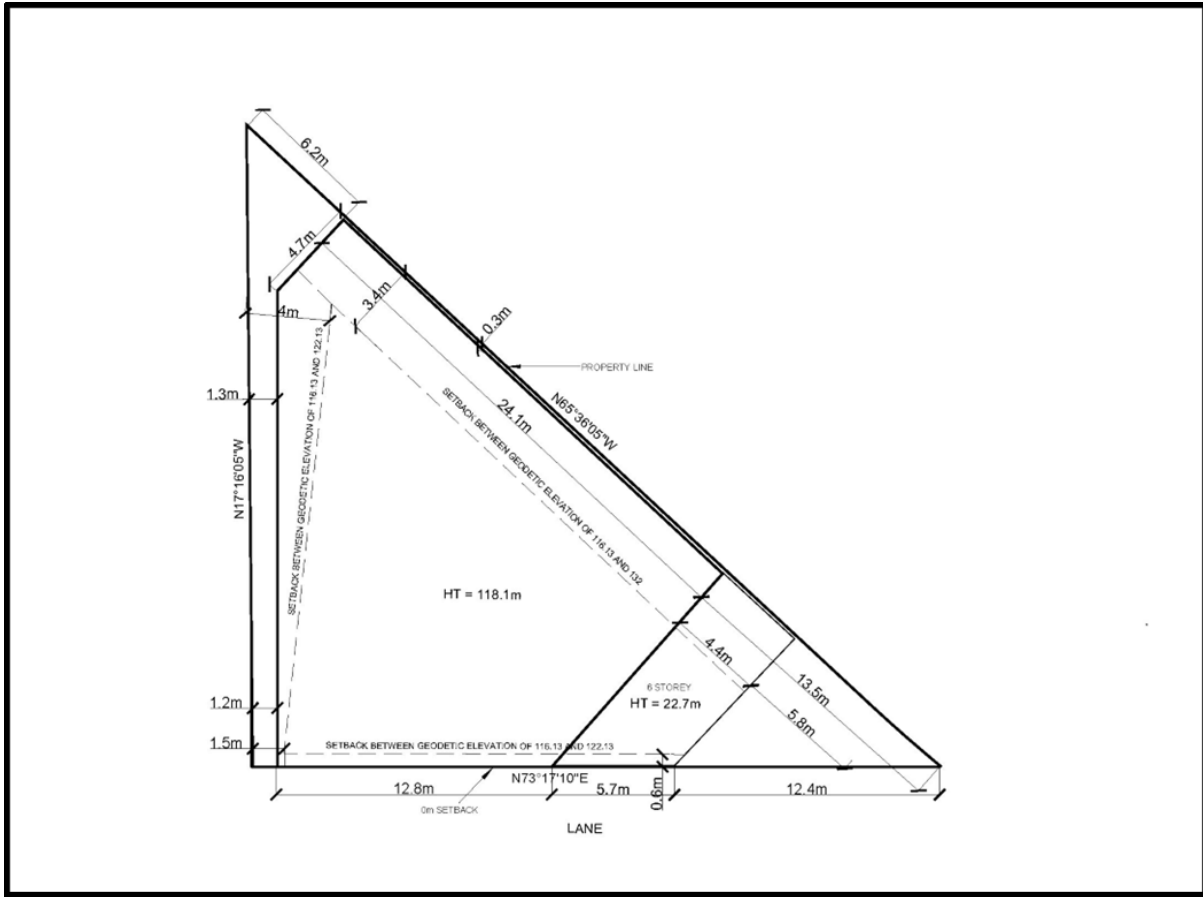 6.2m
4.7m
3.4m
4m
0.3m
PROPERTY LINE
1.3m
24.1m
N65°36'05"W
N17°16'05"W
SETBACK BETWEEN GEODETIC ELEVATION OF 116.13 AND 122.13
SETBACK BETWEEN GEODETIC ELEVATION OF 116.13 AND 132
HT = 118.1m
4.4m
13.5m
6 STOREY
HT = 22.7m
5.8m
1.2m
1.5m
SETBACK BETWEEN GEODETIC ELEVATION OF 116.13 AND 122.13
N73°17'10"E
12.8m
5.7m
0.6m
12.4m
0m SETBACK
LANE